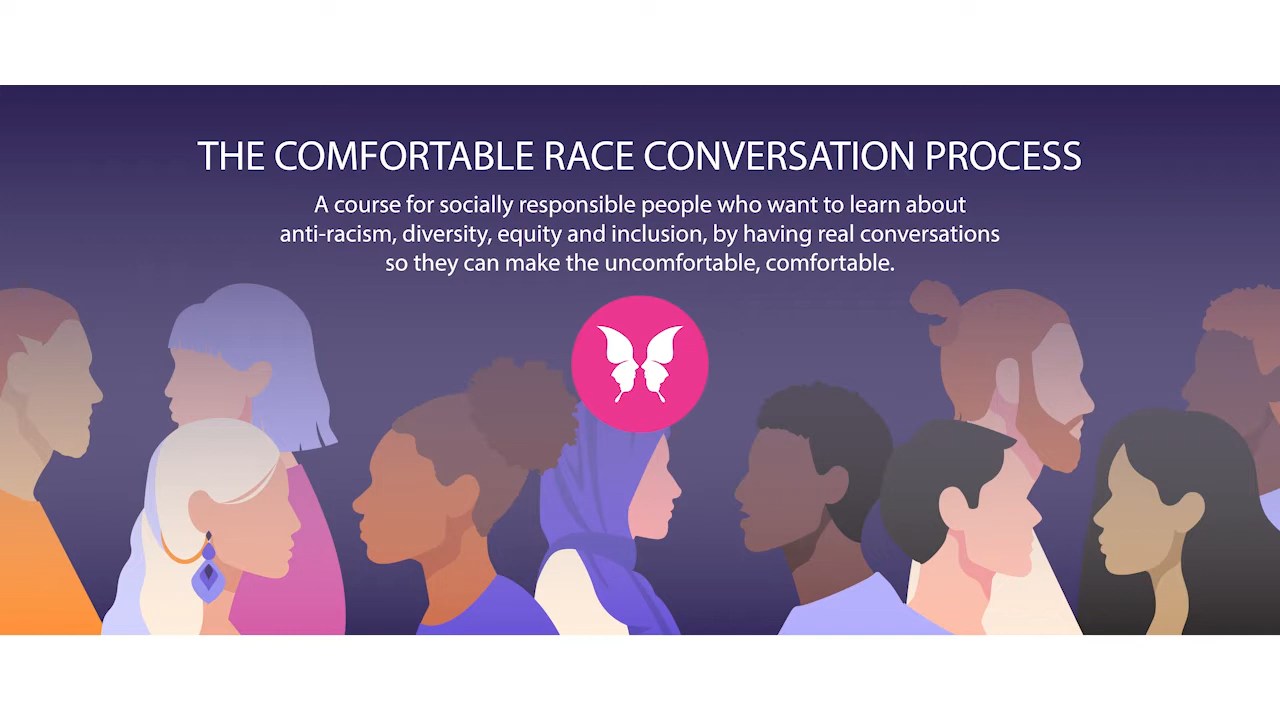 THE COMFORTABLE RACE CONVERSATION PROCESS
A course for socially responsible people who want to learn about
anti-racism, diversity, equity and inclusion, by having real conversations
so they can make the uncomfortable, comfortable.